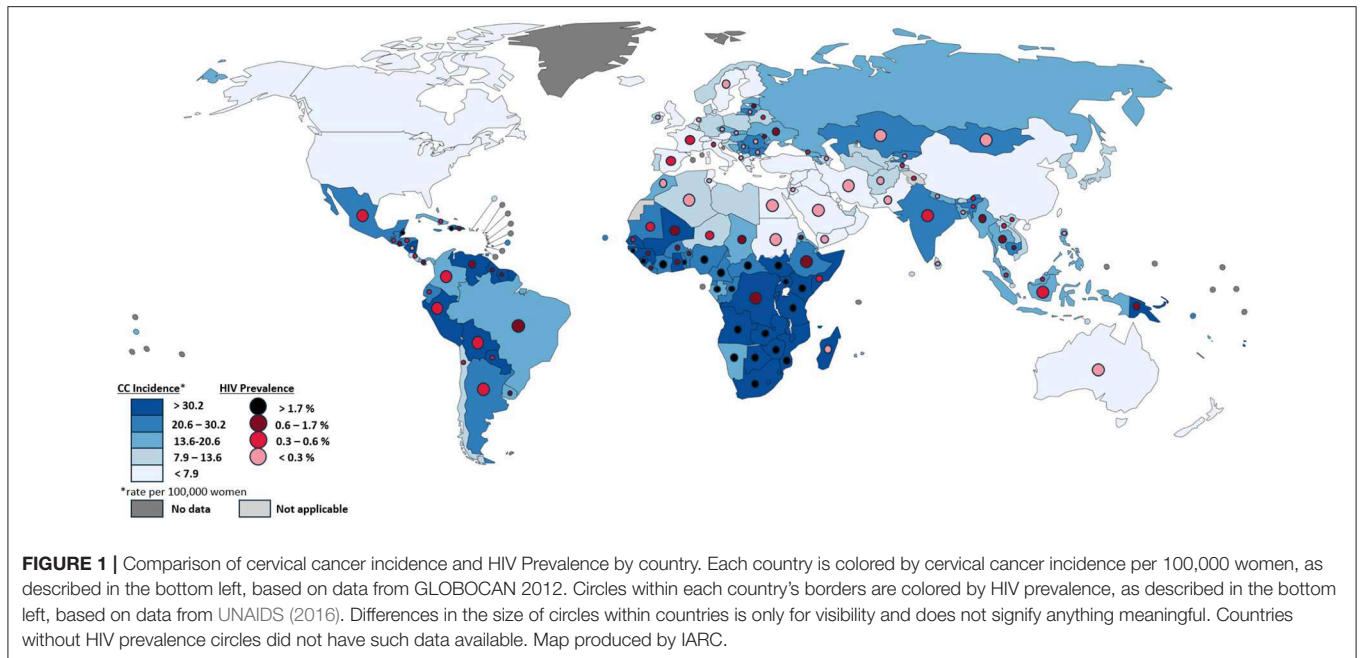 CC Incidence*
HIV Prevalence
> 30.2
> 1.7 %
20.6 – 30.2
0.6 – 1.7 %
13.6-20.6
0.3 – 0.6 %
7.9 – 13.6
< 0.3 %
< 7.9
*rate per 100,000 women
No data
Not applicable
FIGURE 1 | Comparison of cervical cancer incidence and HIV Prevalence by country. Each country is colored by cervical cancer incidence per 100,000 women, as
described in the bottom left, based on data from GLOBOCAN 2012. Circles within each country's borders are colored by HIV prevalence, as described in the bottom
left, based on data from UNAIDS (2016). Differences in the size of circles within countries is only for visibility and does not signify anything meaningful. Countries
without HIV prevalence circles did not have such data available. Map produced by IARC.